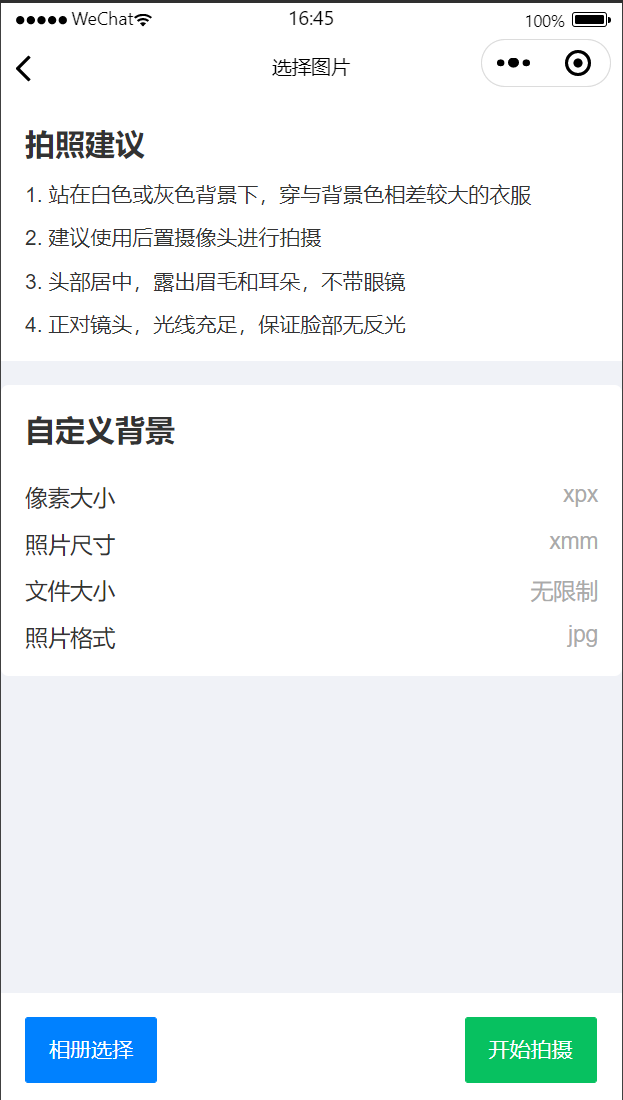 WeChat 16:45 100%
选择图片
拍照建议
1. 站在白色或灰色背景下，穿与背景色相差较大的衣服
2. 建议使用后置摄像头进行拍摄
3. 头部居中，露出眉毛和耳朵，不带眼镜
4. 正对镜头，光线充足，保证脸部无反光
自定义背景
像素大小 xpx
照片尺寸 xmm
文件大小 无限制
照片格式 jpg
相册选择 开始拍摄